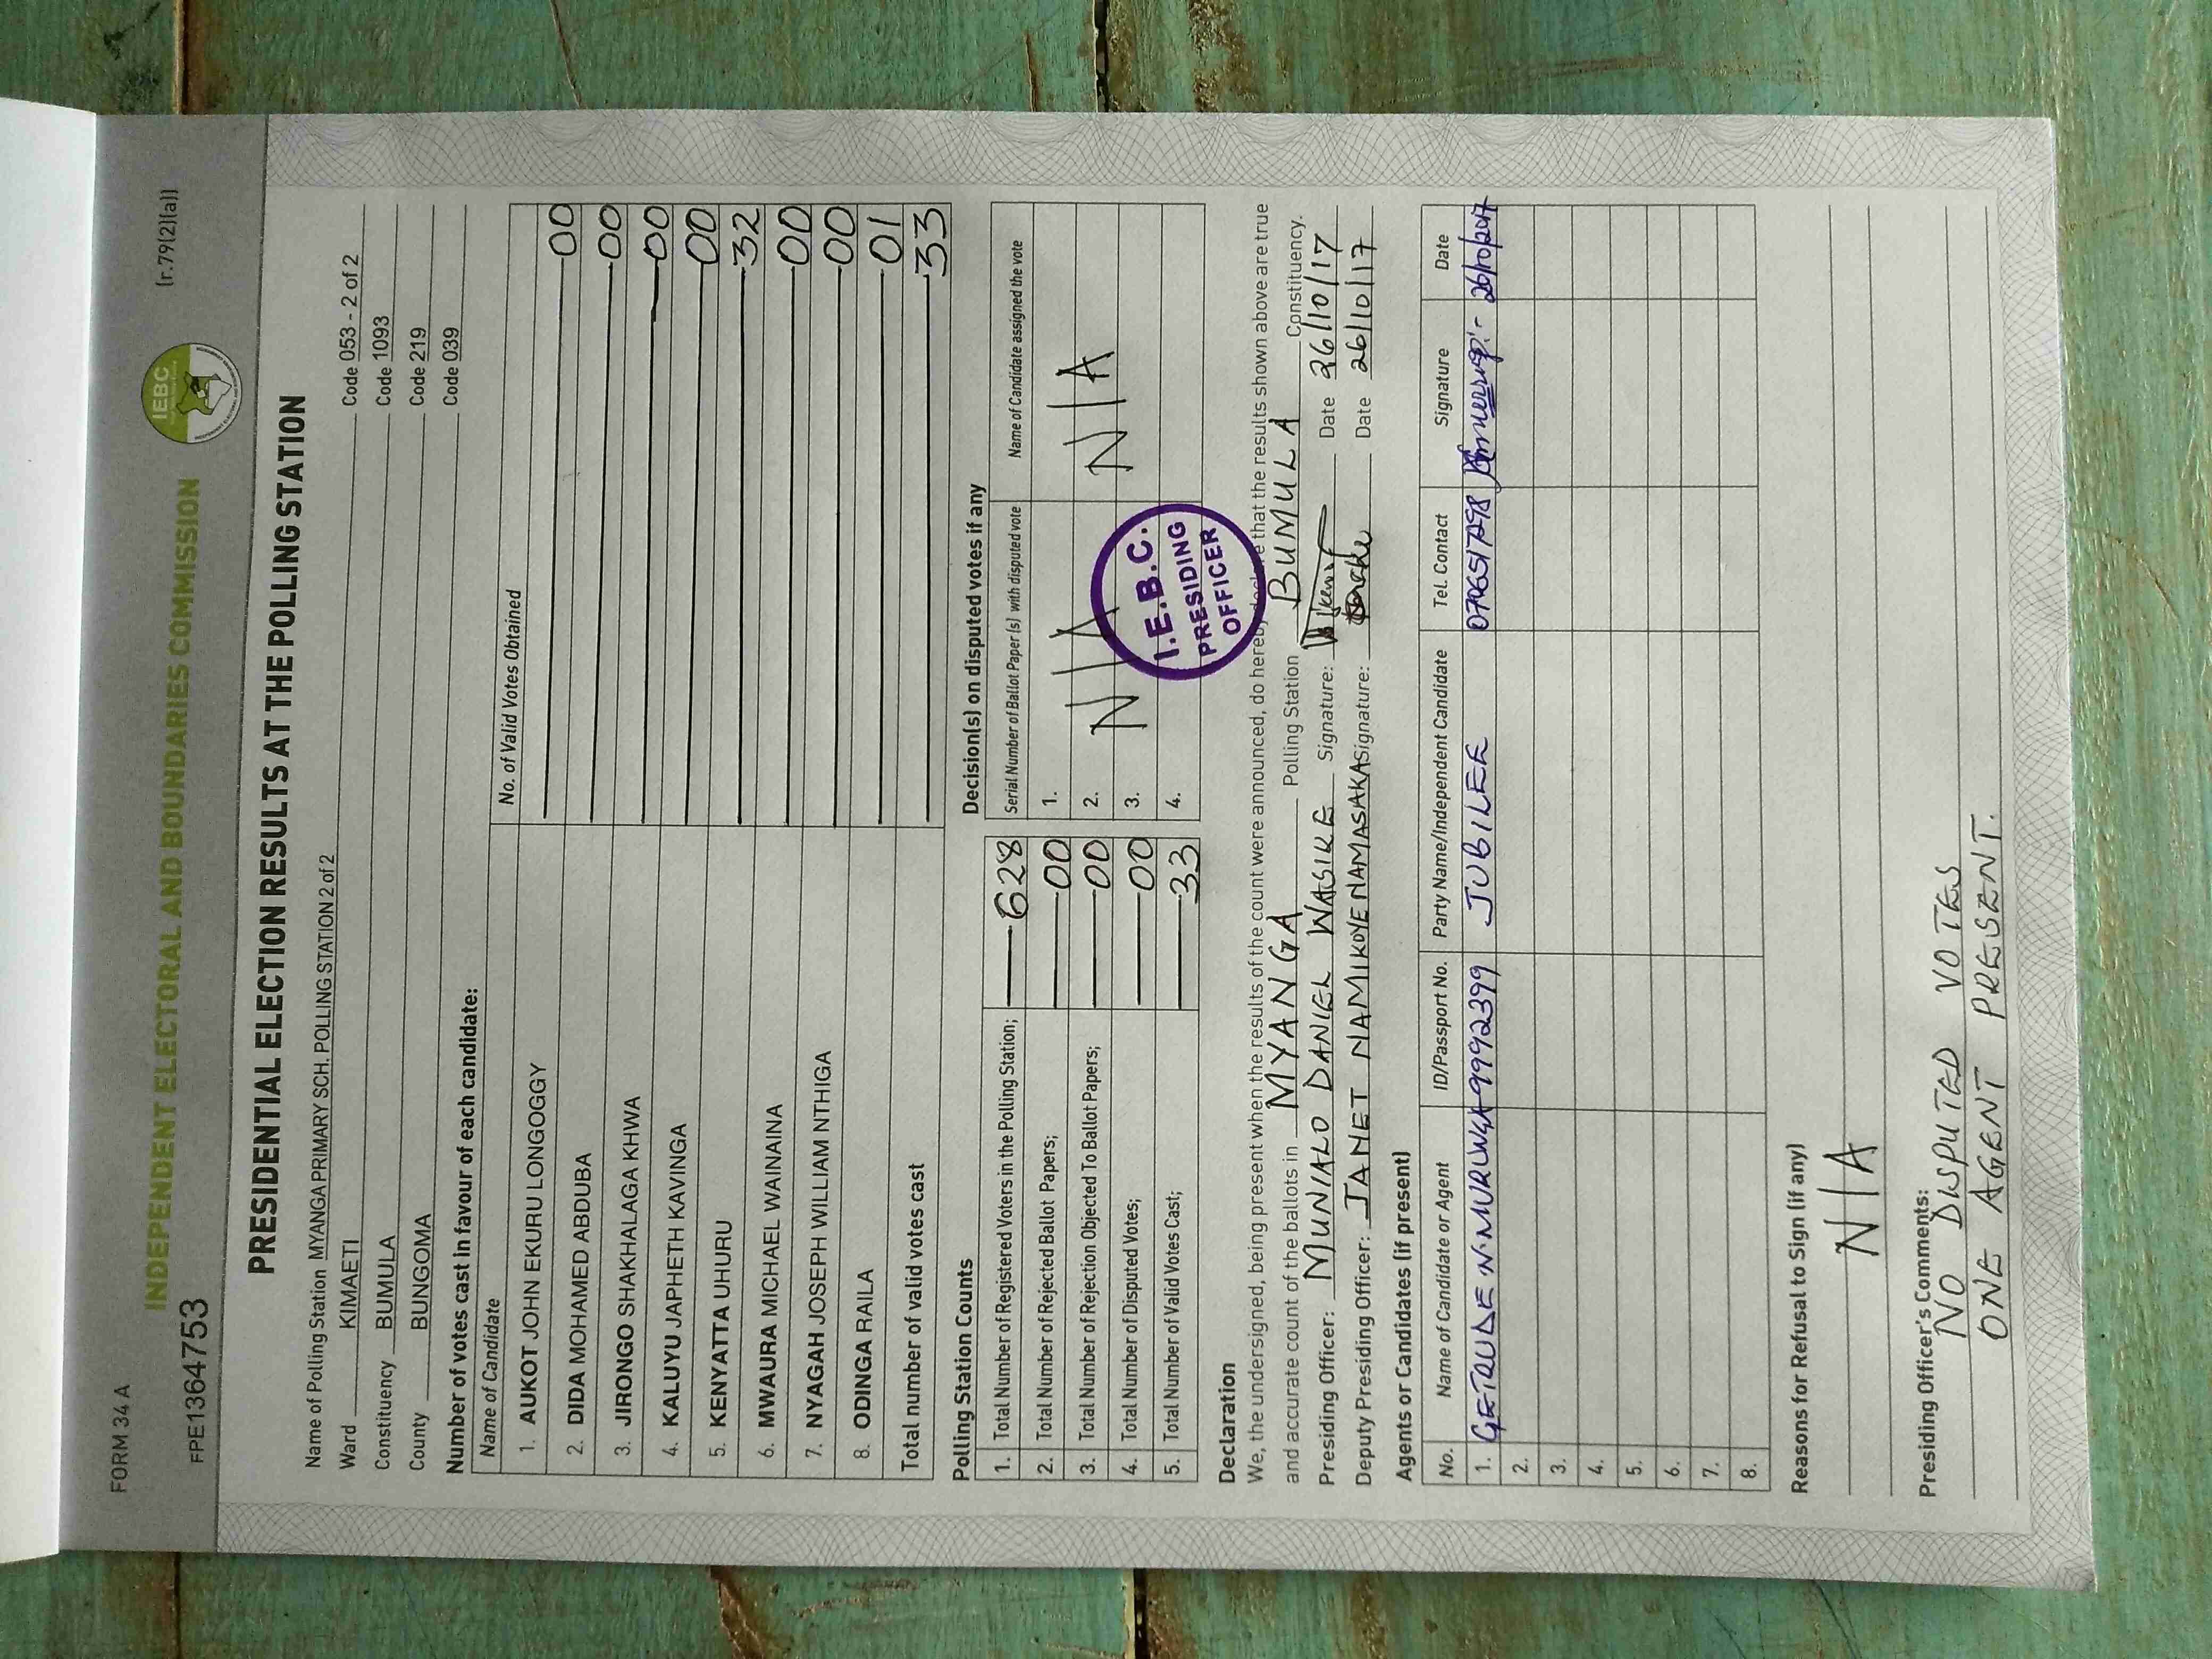 FORM 34 A
(r.79(2)(a))
INDEPENDENT ELECTORAL AND BOUNDARIES COMMISSION
IEBC
FPE1364753
PRESIDENTIAL ELECTION RESULTS AT THE POLLING STATION
Name of Polling Station MYANGA PRIMARY SCH. POLLING STATION 2 of 2 Code 053 - 2 of 2
Ward KIMAETI Code 1093
Constituency BUMULA Code 219
County BUNGOMA Code 039
Number of votes cast in favour of each candidate:
Name of Candidate No. of Valid Votes Obtained
1. AUKOT JOHN EKURU LONGOGGY 00
2. DIDA MOHAMED ABDUBA 00
3. JIRONGO SHAKHALAGA KHWA 00
4. KALUYU JAPHETH KAVINGA 00
5. KENYATTA UHURU 32
6. MWAURA MICHAEL WAINAINA 00
7. NYAGAH JOSEPH WILLIAM NTHIGA 00
8. ODINGA RAILA 01
Total number of valid votes cast 33
Polling Station Counts
1. Total Number of Registered Voters in the Polling Station; 628
2. Total Number of Rejected Ballot Papers; 00
3. Total Number of Rejection Objected To Ballot Papers; 00
4. Total Number of Disputed Votes; 00
5. Total Number of Valid Votes Cast; 33
Decision(s) on disputed votes if any
Serial Number of Ballot Paper (s) with disputed vote Name of Candidate assigned the vote
1.
2.
3.
4.
N/A N/A
I.E.B.C.
PRESIDING
OFFICER
Declaration
We, the undersigned, being present when the results of the count were announced, do hereby declare that the results shown above are true
and accurate count of the ballots in MYANGA Polling Station BUMULA Constituency.
Presiding Officer: MUNIALO DANIEL WASIKE Signature: Date 26/10/17
Deputy Presiding Officer: JANET NAMIKOYE NAMASAKA Signature: Date 26/10/17
Agents or Candidates (if present)
No. Name of Candidate or Agent ID/Passport No. Party Name/Independent Candidate Tel. Contact Signature Date
1. GETRUDE N. MURUNGA 9992399 JUBILEE 26/10/2017
2.
3.
4.
5.
6.
7.
8.
Reasons for Refusal to Sign (if any)
N/A
Presiding Officer's Comments:
NO DISPUTED VOTES
ONE AGENT PRESENT.